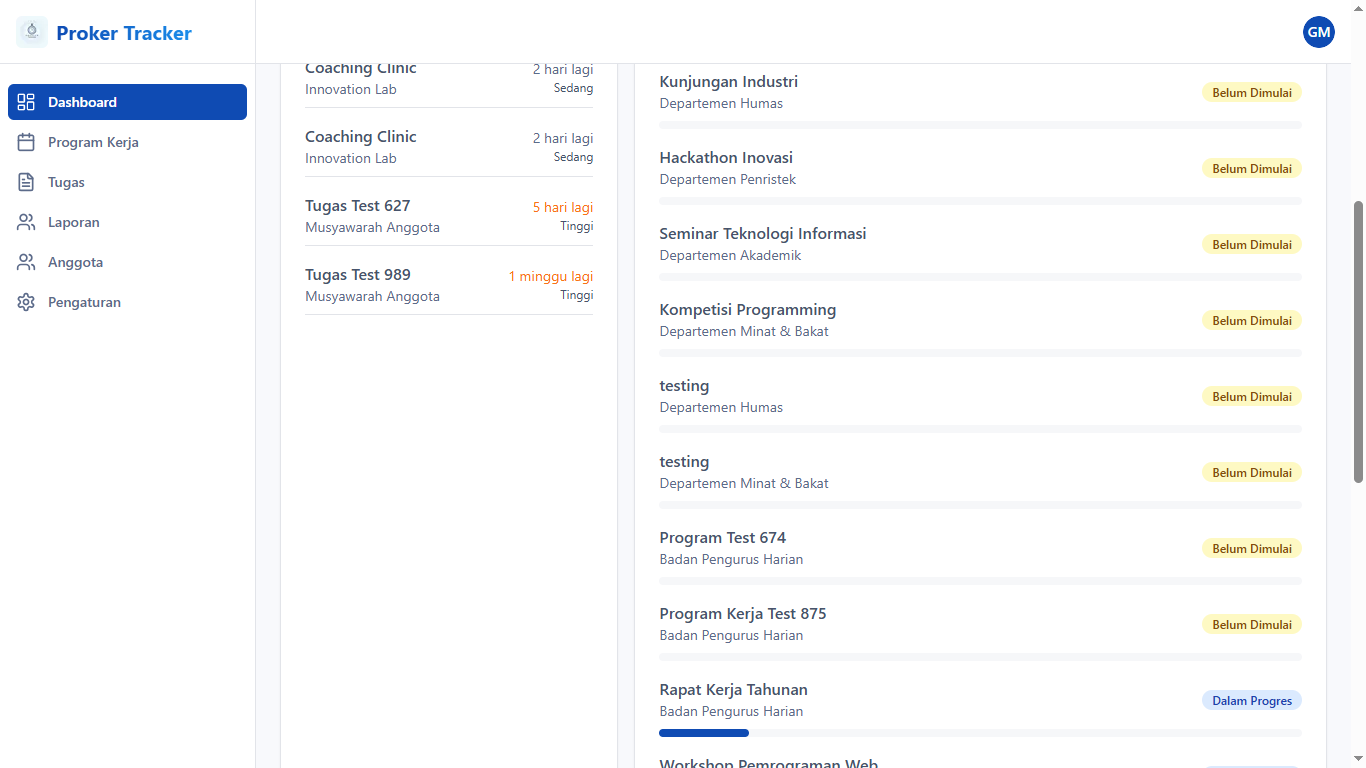 Proker Tracker
GM
Dashboard
Program Kerja
Tugas
Laporan
Anggota
Pengaturan
Coaching Clinic
2 hari lagi
Innovation Lab
Sedang
Coaching Clinic
2 hari lagi
Innovation Lab
Sedang
Tugas Test 627
5 hari lagi
Musyawarah Anggota
Tinggi
Tugas Test 989
1 minggu lagi
Musyawarah Anggota
Tinggi
Kunjungan Industri
Departemen Humas
Belum Dimulai
Hackathon Inovasi
Departemen Penristek
Belum Dimulai
Seminar Teknologi Informasi
Departemen Akademik
Belum Dimulai
Kompetisi Programming
Departemen Minat & Bakat
Belum Dimulai
testing
Departemen Humas
Belum Dimulai
testing
Departemen Minat & Bakat
Belum Dimulai
Program Test 674
Badan Pengurus Harian
Belum Dimulai
Program Kerja Test 875
Badan Pengurus Harian
Belum Dimulai
Rapat Kerja Tahunan
Badan Pengurus Harian
Dalam Progres
Workshop Pemrograman Web